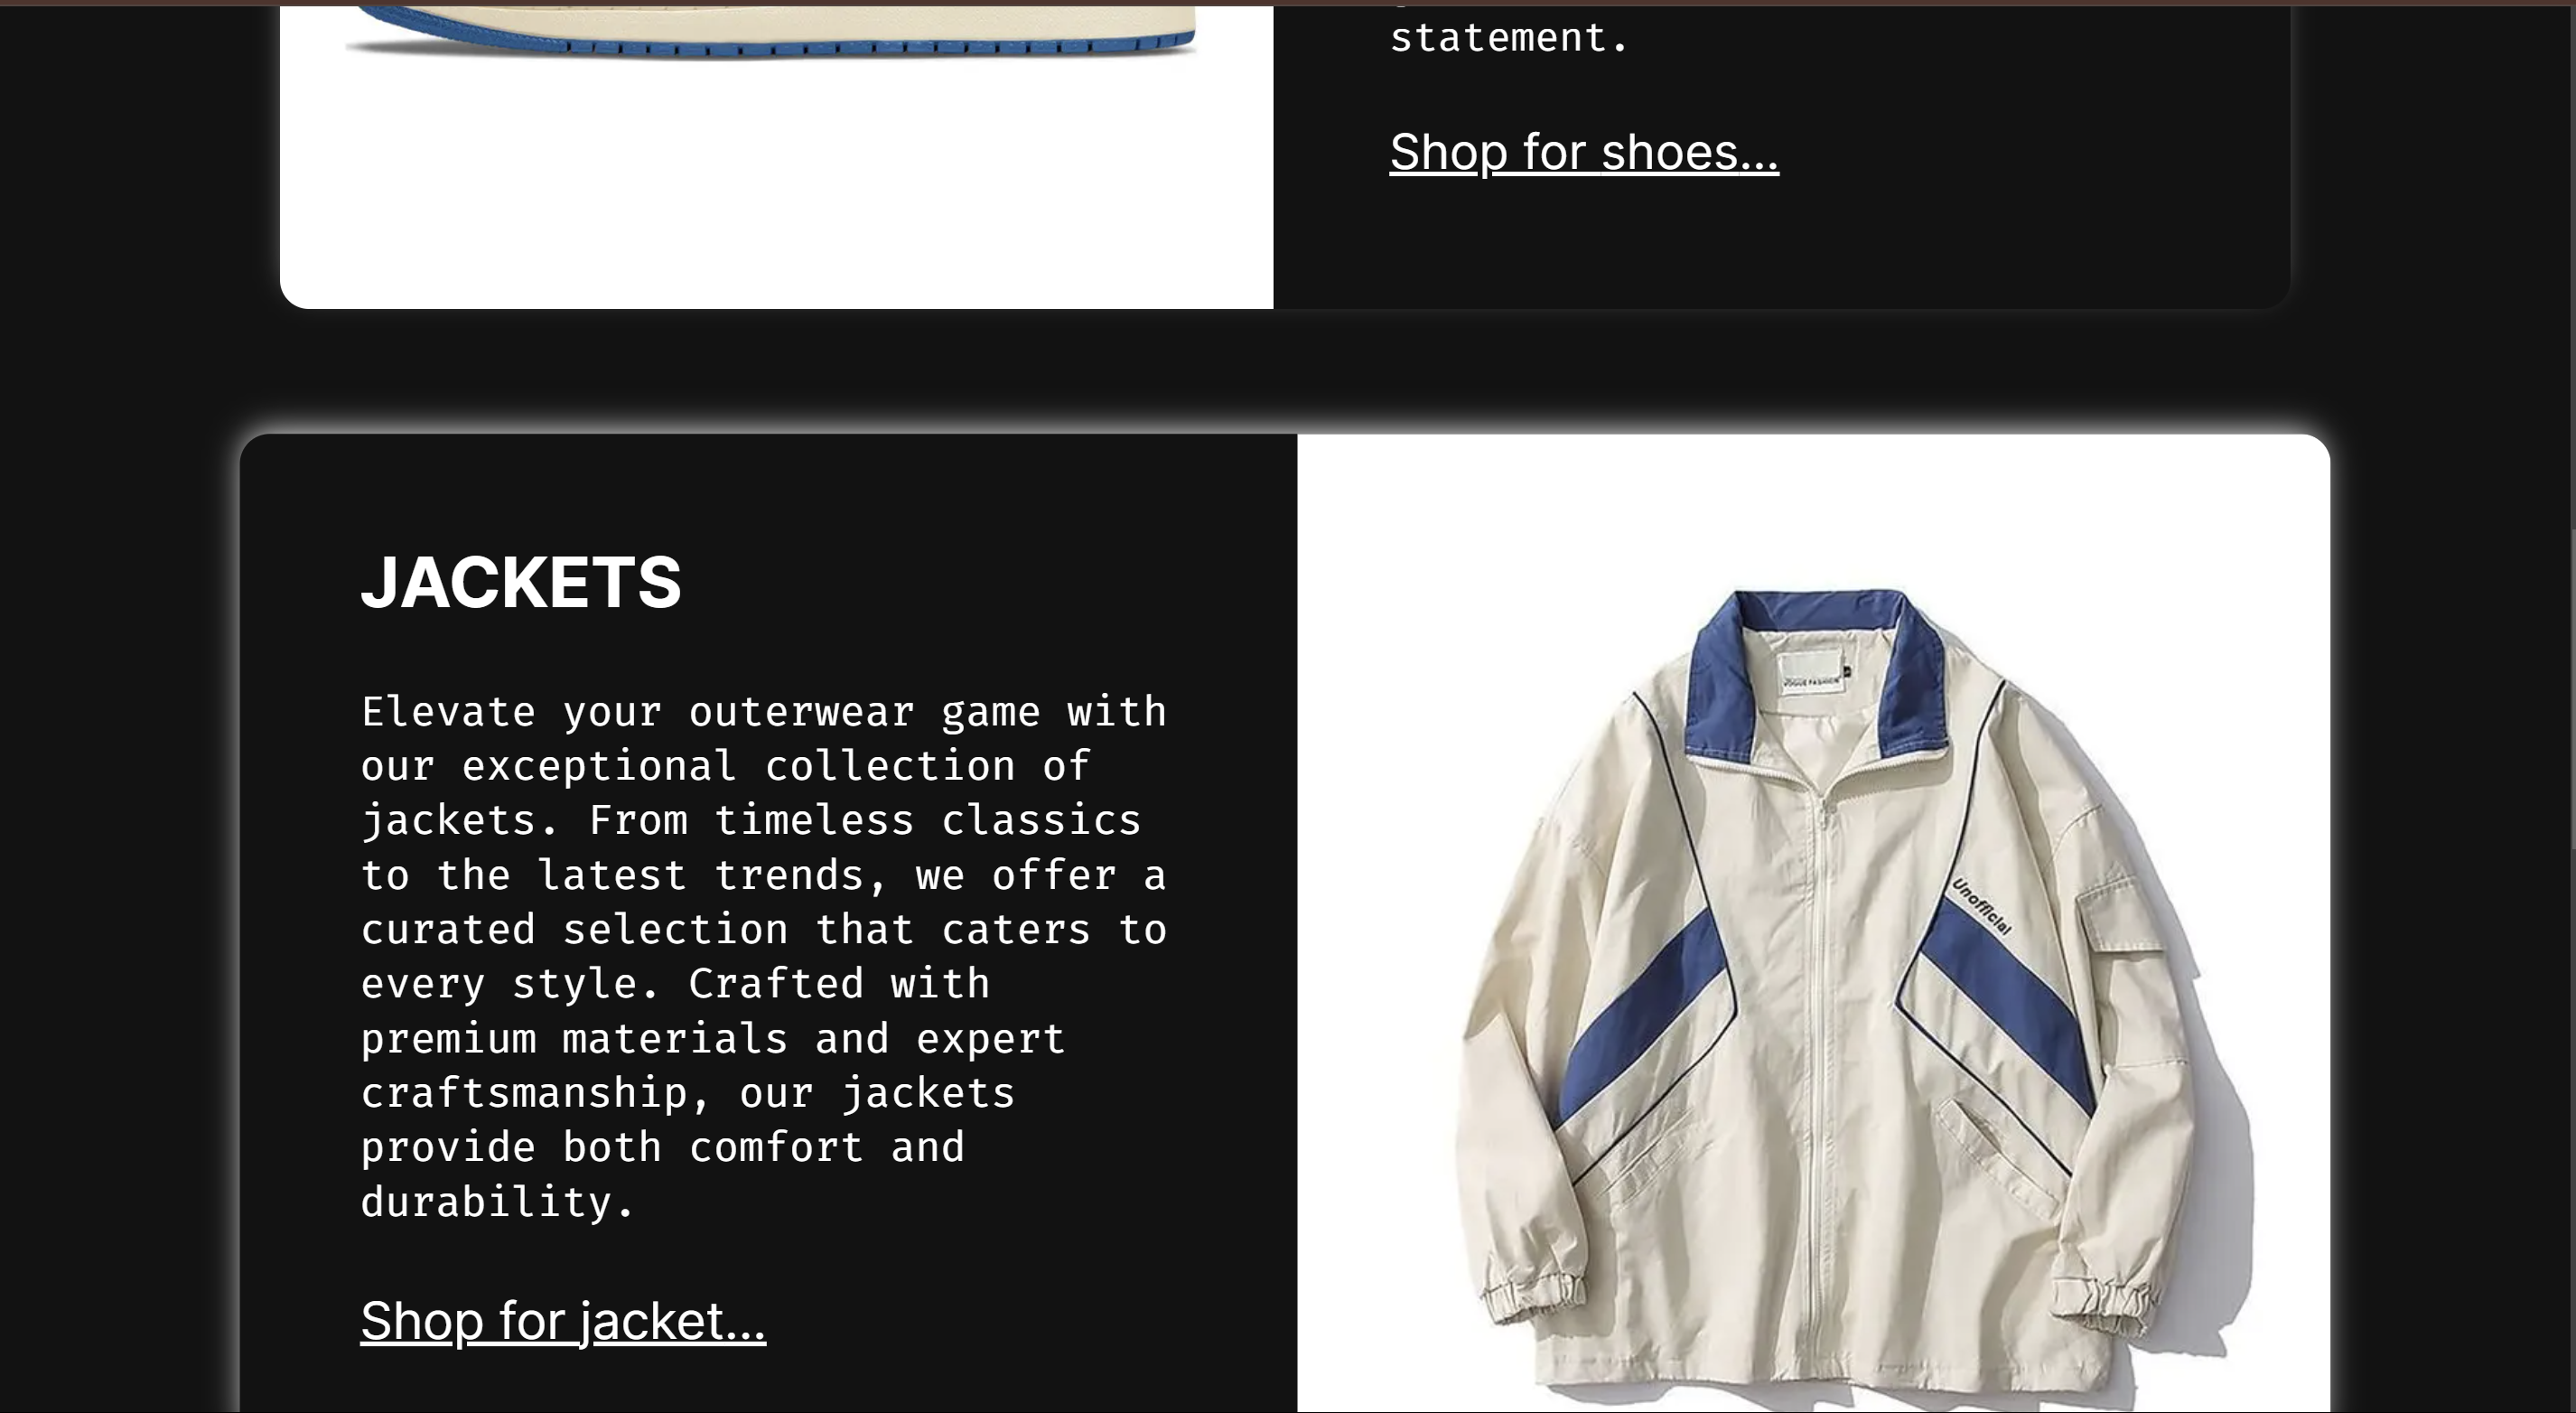 statement.
Shop for shoes...
JACKETS
Elevate your outerwear game with
our exceptional collection of
jackets. From timeless classics
to the latest trends, we offer a
curated selection that caters to
every style. Crafted with
premium materials and expert
craftsmanship, our jackets
provide both comfort and
durability.
Shop for jacket...
VOGUE FASHION
Unofficial